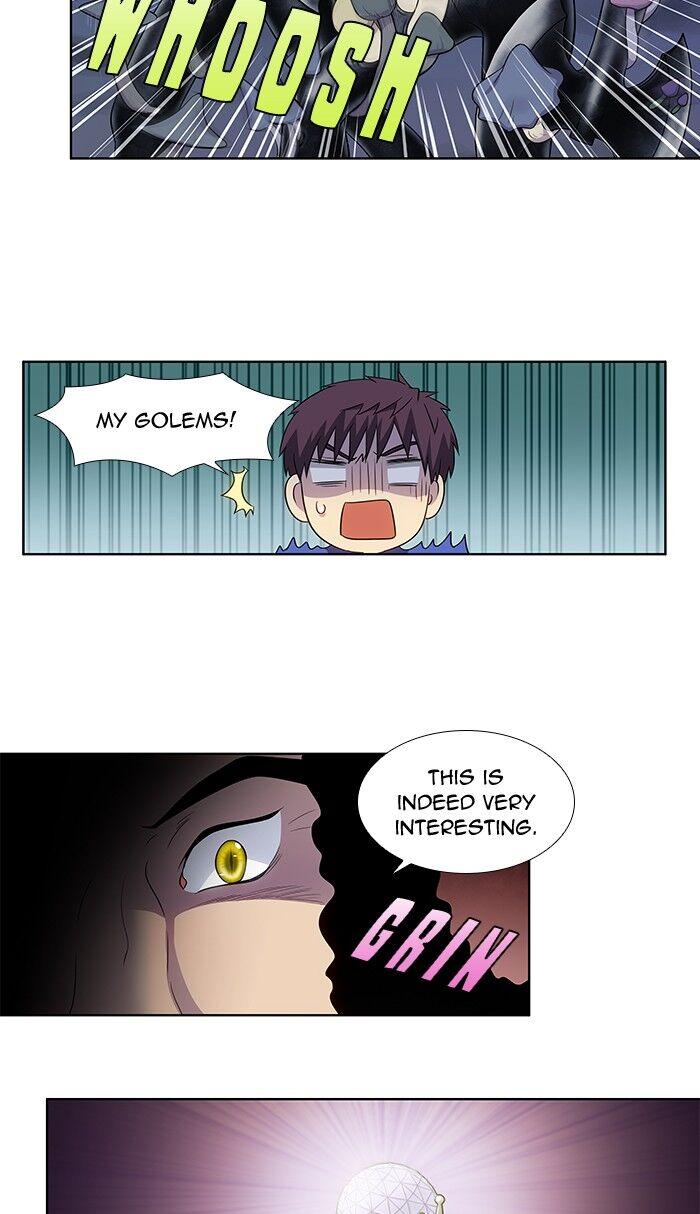 WHOOSH
MY GOLEMS!
THIS IS
INDEED VERY
INTERESTING.
GRIN